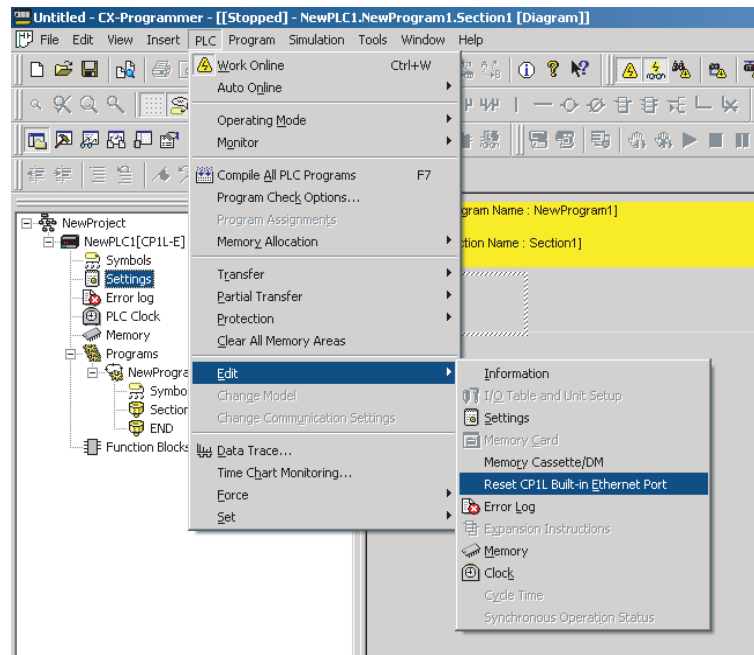 Untitled - CX-Programmer - [[Stopped] - NewPLC1.NewProgram1.Section1 [Diagram]]
File Edit View Insert PLC Program Simulation Tools Window Help
Work Online Ctrl+W
Auto Online
Operating Mode
Monitor
Compile All PLC Programs F7
Program Check Options...
Program Assignments
Memory Allocation
Transfer
Partial Transfer
Protection
Clear All Memory Areas
Edit
Change Model
Change Communication Settings
Data Trace...
Time Chart Monitoring...
Force
Set
NewProject
NewPLC1[CP1L-E]
Symbols
Settings
Error log
PLC Clock
Memory
Programs
NewProgra
Symbo
Section
END
Function Blocks
gram Name : NewProgram1]
ction Name : Section1]
Information
I/O Table and Unit Setup
Settings
Memory Card
Memory Cassette/DM
Reset CP1L Built-in Ethernet Port
Error Log
Expansion Instructions
Memory
Clock
Cycle Time
Synchronous Operation Status